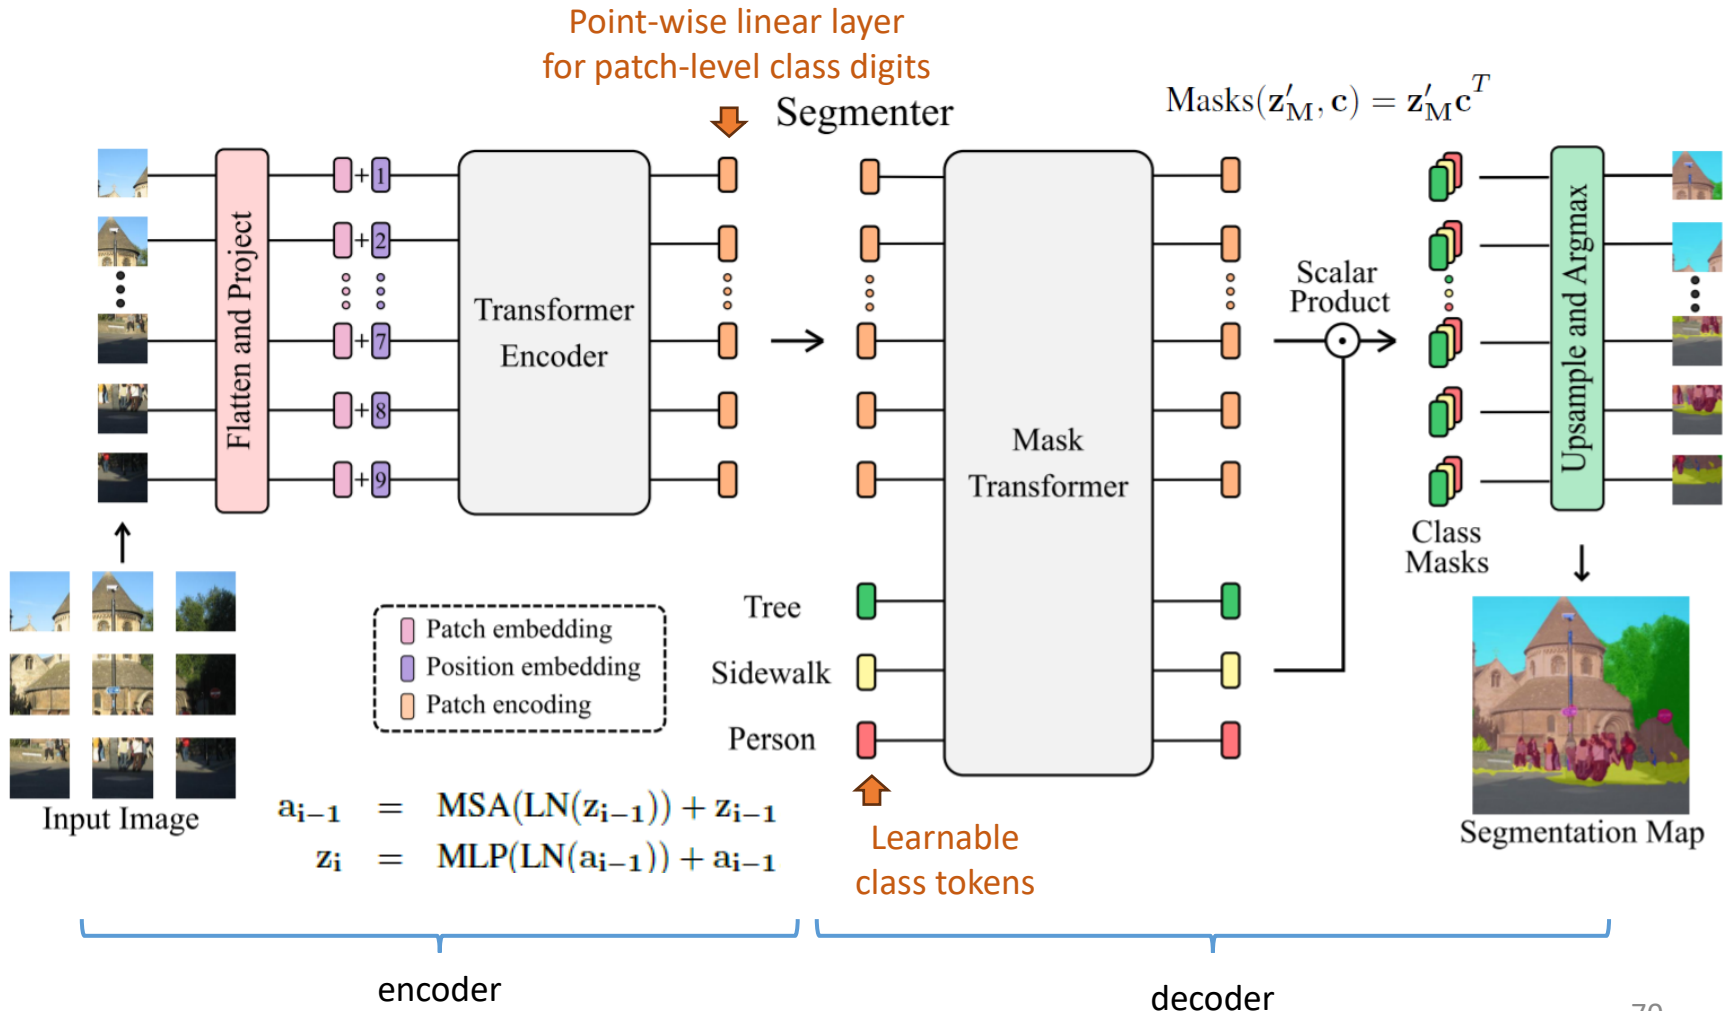 Point-wise linear layer
for patch-level class digits
Segmenter
Masks(z′M, c) = z′McT
Flatten and Project
+1
+2
+7
+8
+9
Transformer
Encoder
Mask
Transformer
Scalar
Product
Class
Masks
Upsample and Argmax
Tree
Sidewalk
Person
Patch embedding
Position embedding
Patch encoding
Input Image
ai−1 = MSA(LN(zi−1)) + zi−1
zi = MLP(LN(ai−1)) + ai−1
Learnable
class tokens
Segmentation Map
encoder
decoder